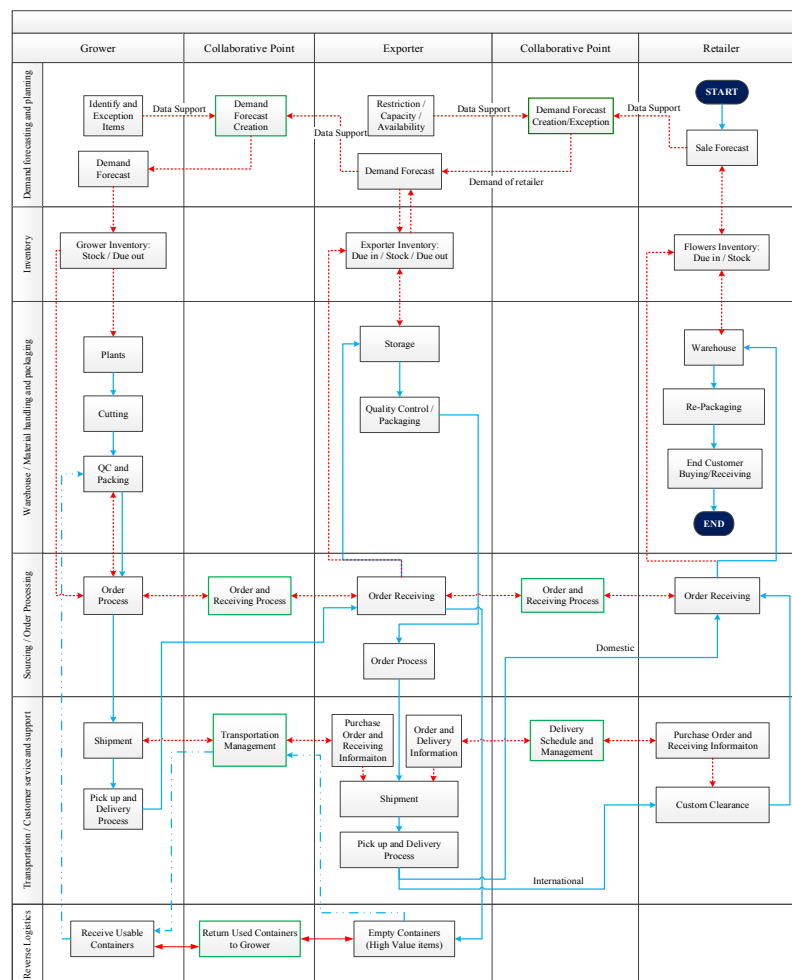 Grower
Collaborative Point
Exporter
Collaborative Point
Retailer
Demand forecasting and planning
Identify and
Exception
Items
Data Support
Demand
Forecast
Creation
Data Support
Restriction /
Capacity /
Availability
Data Support
Demand Forecast
Creation/Exception
Data Support
START
Sale Forecast
Demand
Forecast
Demand Forecast
Demand of retailer
Inventory
Grower Inventory:
Stock / Due out
Exporter Inventory:
Due in / Stock / Due out
Flowers Inventory:
Due in / Stock
Warehouse / Material handling and packaging
Plants
Cutting
QC and
Packing
Storage
Quality Control /
Packaging
Warehouse
Re-Packaging
End Customer
Buying/Receiving
END
Sourcing / Order Processing
Order
Process
Order and
Receiving Process
Order Receiving
Order and
Receiving Process
Order Receiving
Order Process
Domestic
Transportation / Customer service and support
Shipment
Transportation
Management
Purchase
Order and
Receiving
Informaiton
Order and
Delivery
Information
Delivery
Schedule and
Management
Purchase Order and
Receiving Informaiton
Pick up and
Delivery
Process
Shipment
Custom Clearance
Pick up and Delivery
Process
International
Reverse Logistics
Receive Usable
Containers
Return Used Containers
to Grower
Empty Containers
(High Value items)